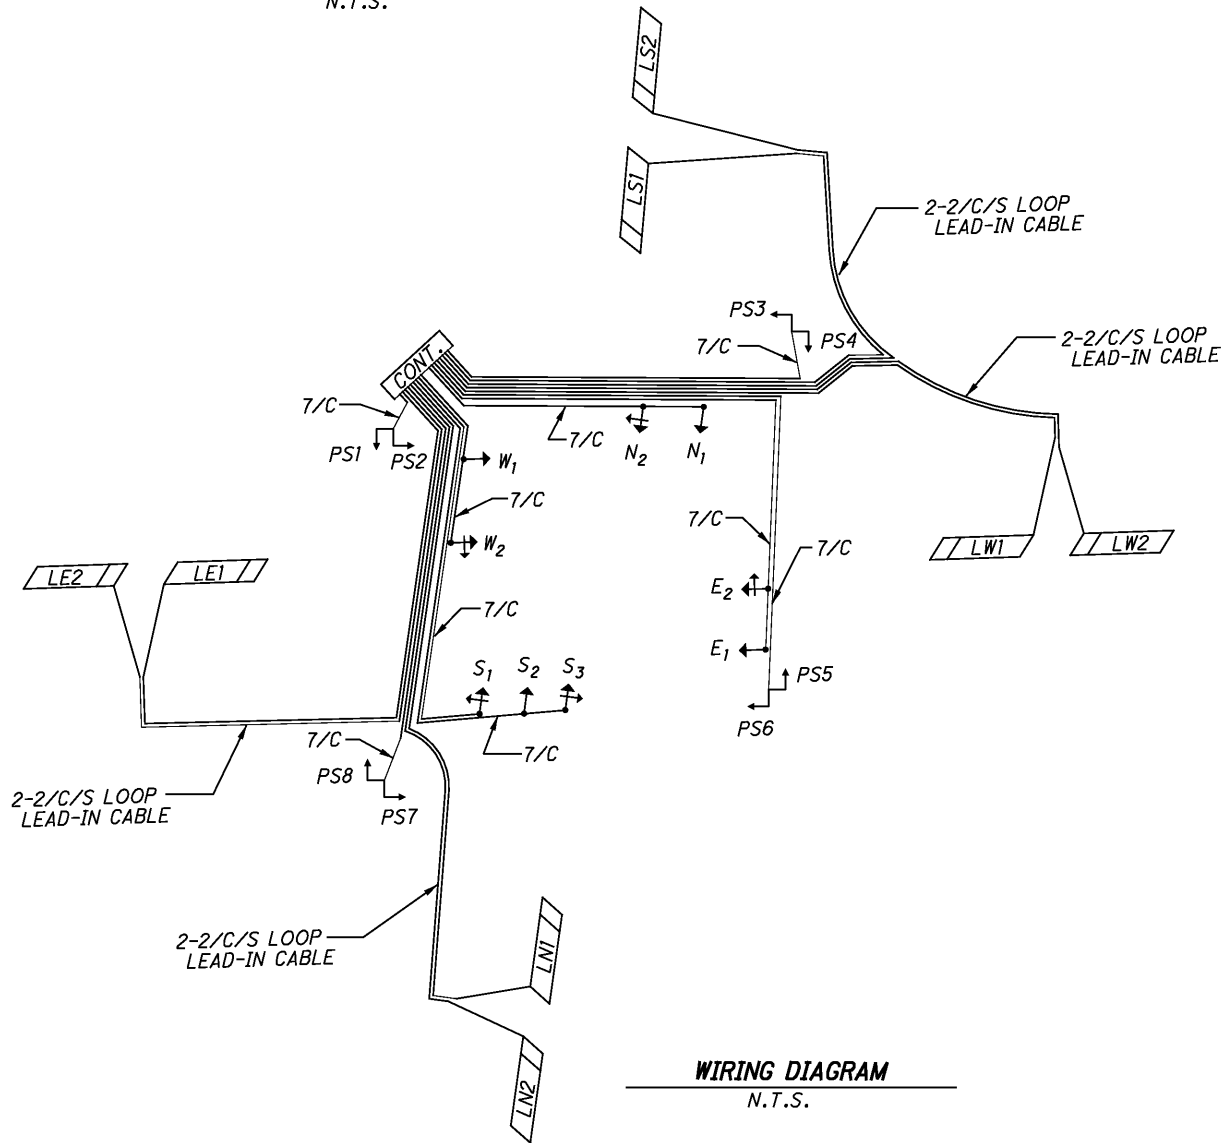 N.T.S.
LS2
LS1
2-2/C/S LOOP
LEAD-IN CABLE
PS3
PS4
7/C
2-2/C/S LOOP
LEAD-IN CABLE
CONT.
7/C
PS1
PS2
7/C
N2
N1
W1
7/C
W2
7/C
7/C
LW1
LW2
LE2
LE1
E2
7/C
E1
S1
S2
S3
PS5
PS6
7/C
7/C
PS8
PS7
2-2/C/S LOOP
LEAD-IN CABLE
2-2/C/S LOOP
LEAD-IN CABLE
LN1
LN2
WIRING DIAGRAM
N.T.S.